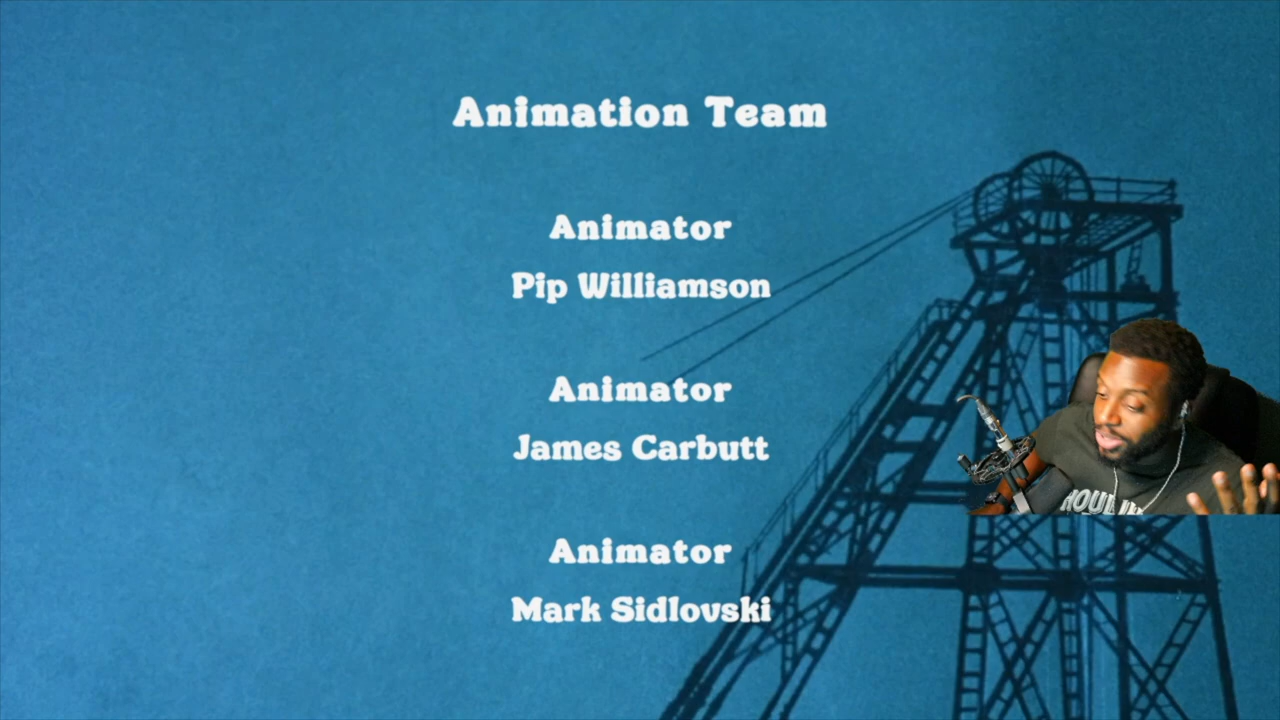 Animation Team
Animator
Pip Williamson
Animator
James Carbutt
Animator
Mark Sidlovski